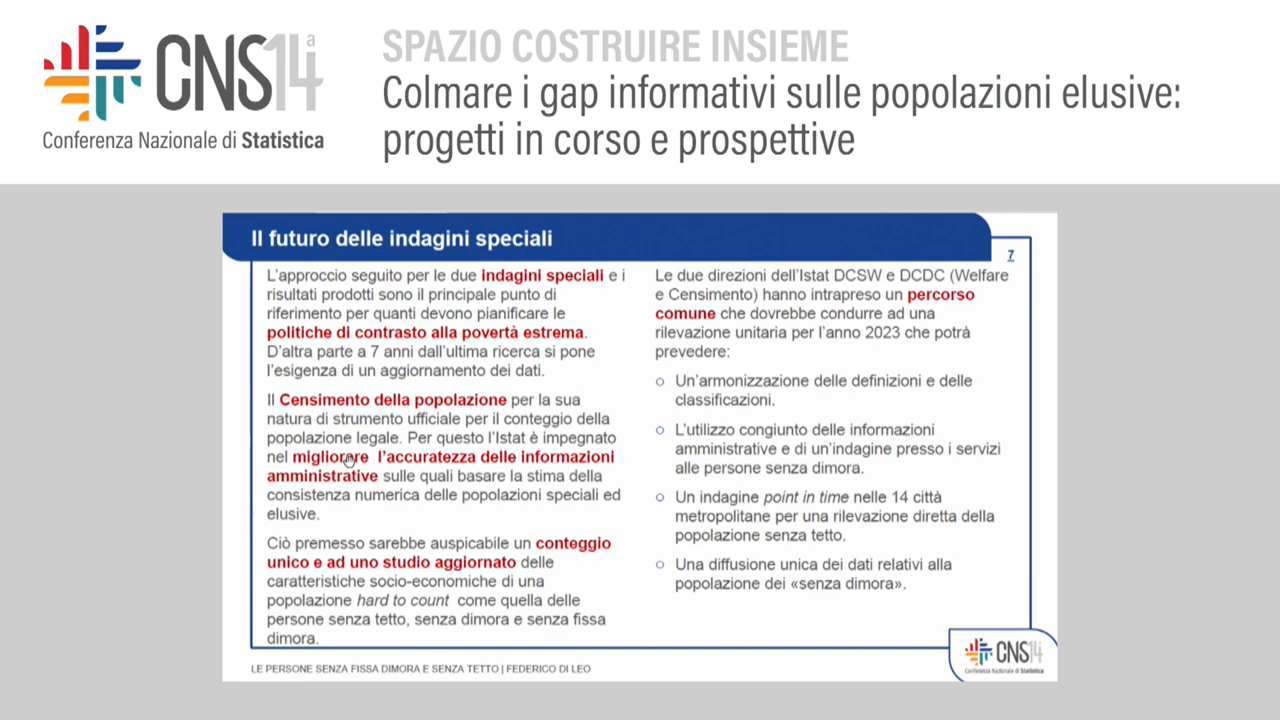 CNS14ª
Conferenza Nazionale di Statistica
SPAZIO COSTRUIRE INSIEME
Colmare i gap informativi sulle popolazioni elusive:
progetti in corso e prospettive
Il futuro delle indagini speciali
7
L'approccio seguito per le due indagini speciali e i
risultati prodotti sono il principale punto di
riferimento per quanti devono pianificare le
politiche di contrasto alla povertà estrema.
D'altra parte a 7 anni dall'ultima ricerca si pone
l'esigenza di un aggiornamento dei dati.
Il Censimento della popolazione per la sua
natura di strumento ufficiale per il conteggio della
popolazione legale. Per questo l'Istat è impegnato
nel migliorare l'accuratezza delle informazioni
amministrative sulle quali basare la stima della
consistenza numerica delle popolazioni speciali ed
elusive.
Ciò premesso sarebbe auspicabile un conteggio
unico e ad uno studio aggiornato delle
caratteristiche socio-economiche di una
popolazione hard to count come quella delle
persone senza tetto, senza dimora e senza fissa
dimora.
Le due direzioni dell'Istat DCSW e DCDC (Welfare
e Censimento) hanno intrapreso un percorso
comune che dovrebbe condurre ad una
rilevazione unitaria per l'anno 2023 che potrà
prevedere:
Un'armonizzazione delle definizioni e delle
classificazioni.
L'utilizzo congiunto delle informazioni
amministrative e di un'indagine presso i servizi
alle persone senza dimora.
Un indagine point in time nelle 14 città
metropolitane per una rilevazione diretta della
popolazione senza tetto.
Una diffusione unica dei dati relativi alla
popolazione dei «senza dimora».
LE PERSONE SENZA FISSA DIMORA E SENZA TETTO | FEDERICO DI LEO
CNS14
Conferenza Nazionale di Statistica